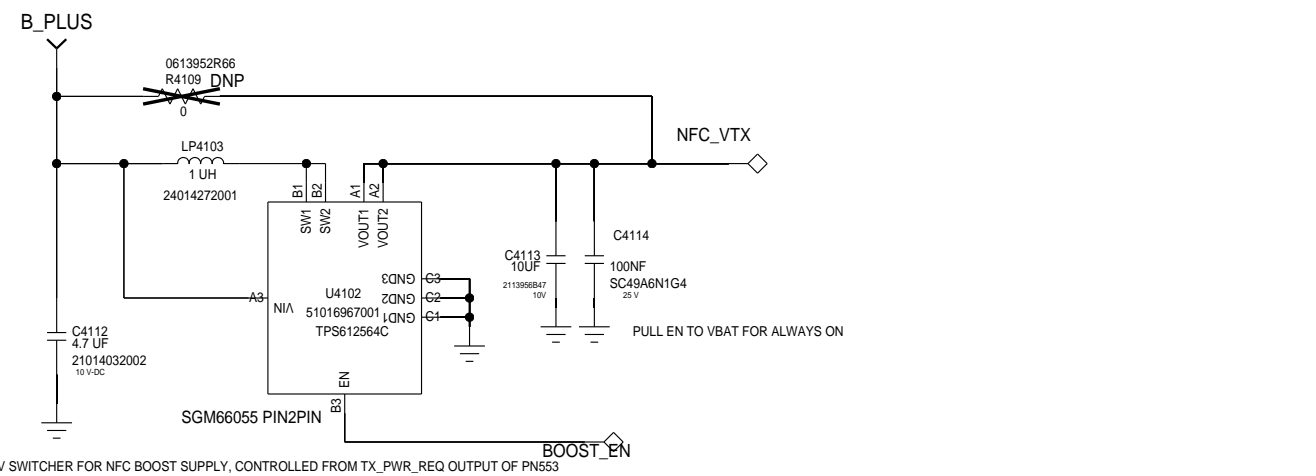 B_PLUS
0613952R66
R4109 DNP
0
NFC_VTX
LP4103
1 UH
24014272001
B1
B2
A1
A2
SW1
SW2
VOUT1
VOUT2
C4113
10UF
2113956B47
10V
C4114
100NF
SC49A6N1G4
25 V
GND3
C3
GND2
C2
GND1
C1
A3
VIN
U4102
51016967001
TPS612564C
C4112
4.7 UF
21014032002
10 V-DC
PULL EN TO VBAT FOR ALWAYS ON
EN
B3
SGM66055 PIN2PIN
BOOST_EN
V SWITCHER FOR NFC BOOST SUPPLY, CONTROLLED FROM TX_PWR_REQ OUTPUT OF PN553